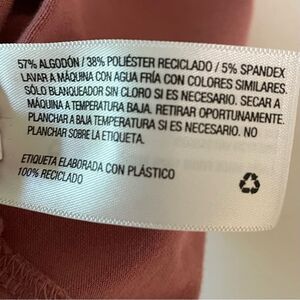 57% ALGODÓN / 38% POLIÉSTER RECICLADO / 5% SPANDEX
LAVAR A MÁQUINA CON AGUA FRÍA CON COLORES SIMILARES.
SÓLO BLANQUEADOR SIN CLORO SI ES NECESARIO. SECAR A
MÁQUINA A TEMPERATURA BAJA. RETIRAR OPORTUNAMENTE.
PLANCHAR A BAJA TEMPERATURA SI ES NECESARIO. NO
PLANCHAR SOBRE LA ETIQUETA.
ETIQUETA ELABORADA CON PLÁSTICO
100% RECICLADO